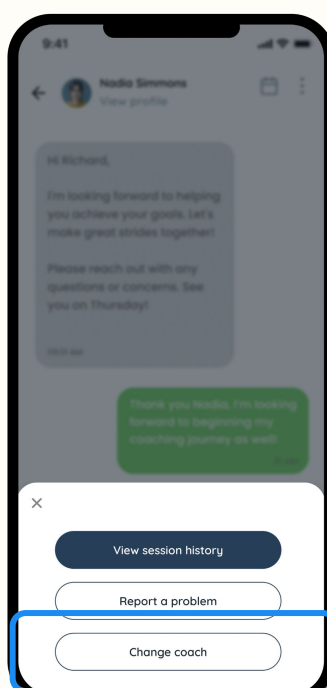 9:41
Nadia Simmons
View profile
Hi Richard,
I'm looking forward to helping
you achieve your goals. Let's
make great strides together!
Please reach out with any
questions or concerns. See
you on Thursday!
Thank you Nadia, I'm looking
forward to beginning my
coaching journey as well!
View session history
Report a problem
Change coach